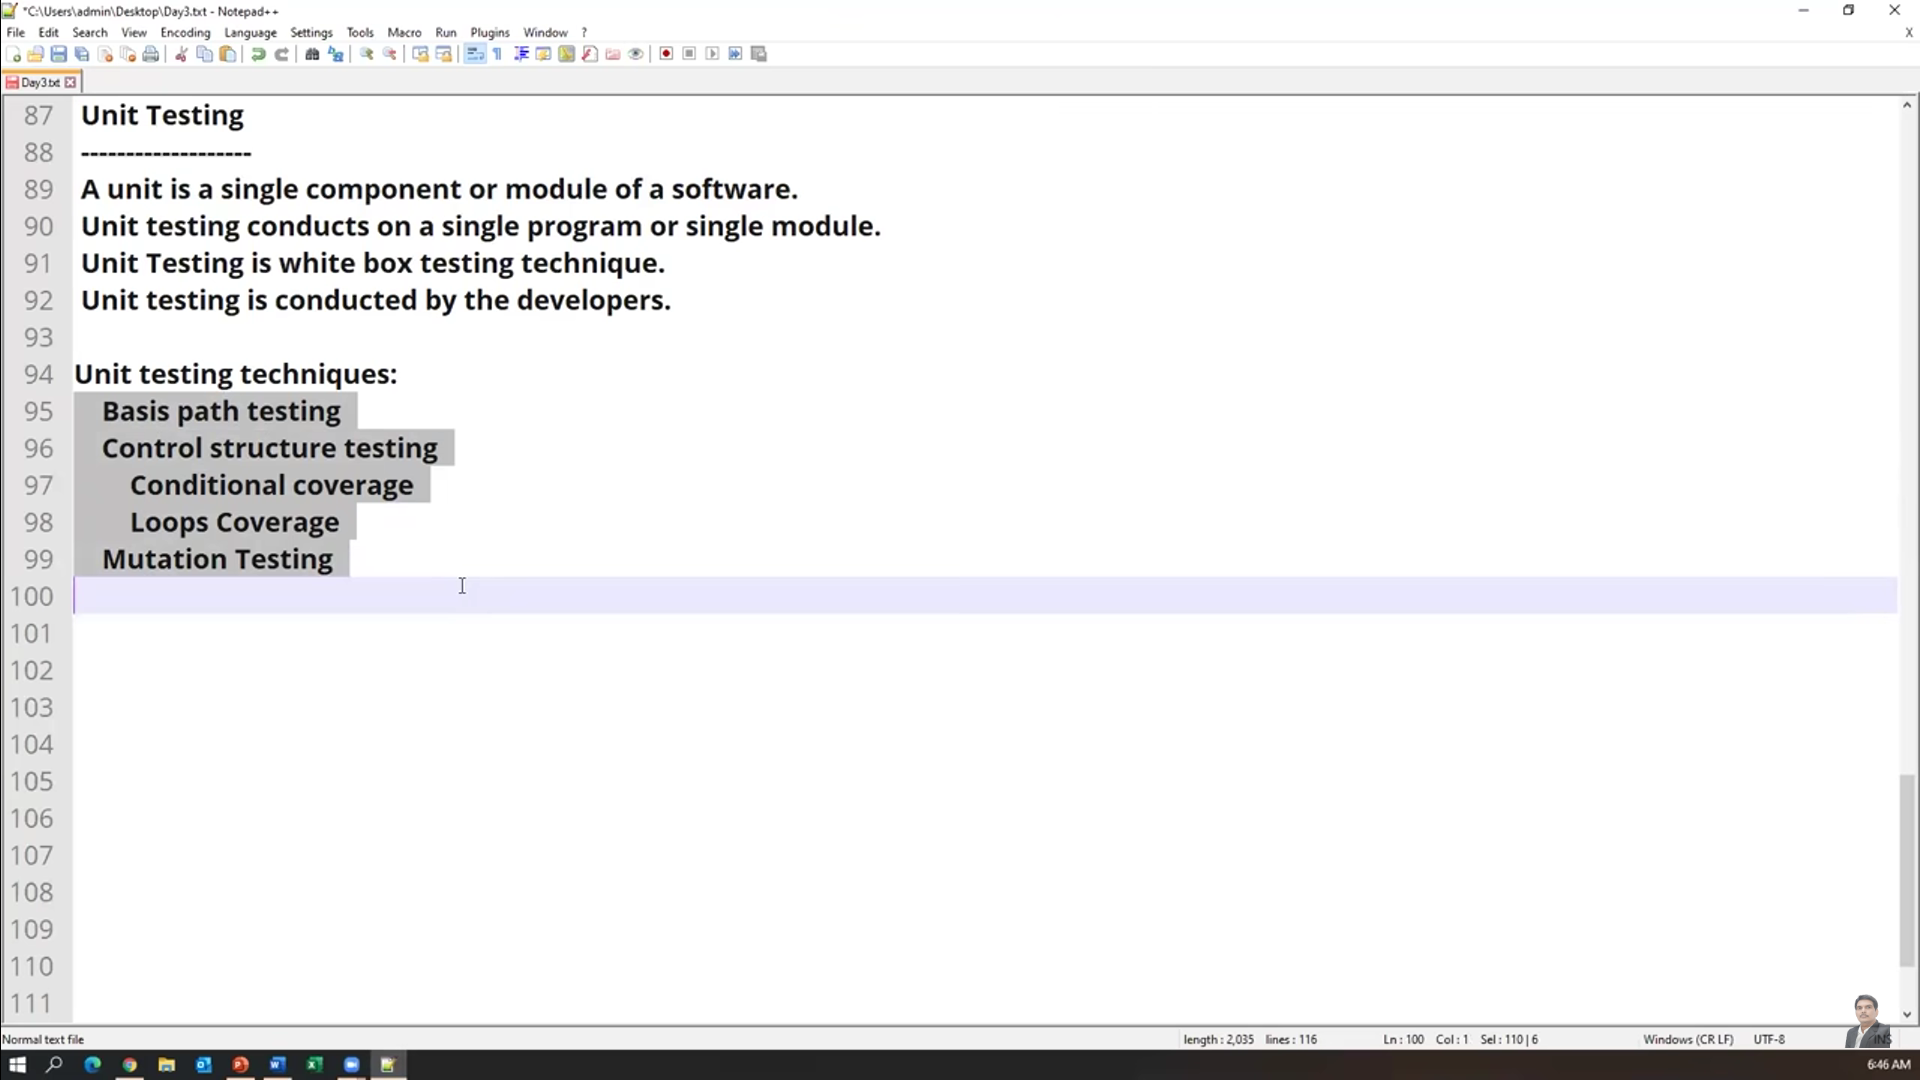 *C:\Users\admin\Desktop\Day3.txt - Notepad++
File Edit Search View Encoding Language Settings Tools Macro Run Plugins Window ? X
Day3.txt
87 Unit Testing
88 -------------------
89 A unit is a single component or module of a software.
90 Unit testing conducts on a single program or single module.
91 Unit Testing is white box testing technique.
92 Unit testing is conducted by the developers.
93
94 Unit testing techniques:
95 Basis path testing
96 Control structure testing
97 Conditional coverage
98 Loops Coverage
99 Mutation Testing
100
101
102
103
104
105
106
107
108
109
110
111
Normal text file length : 2,035 lines : 116 Ln : 100 Col : 1 Sel : 110 | 6 Windows (CR LF) UTF-8 INS
6:46 AM